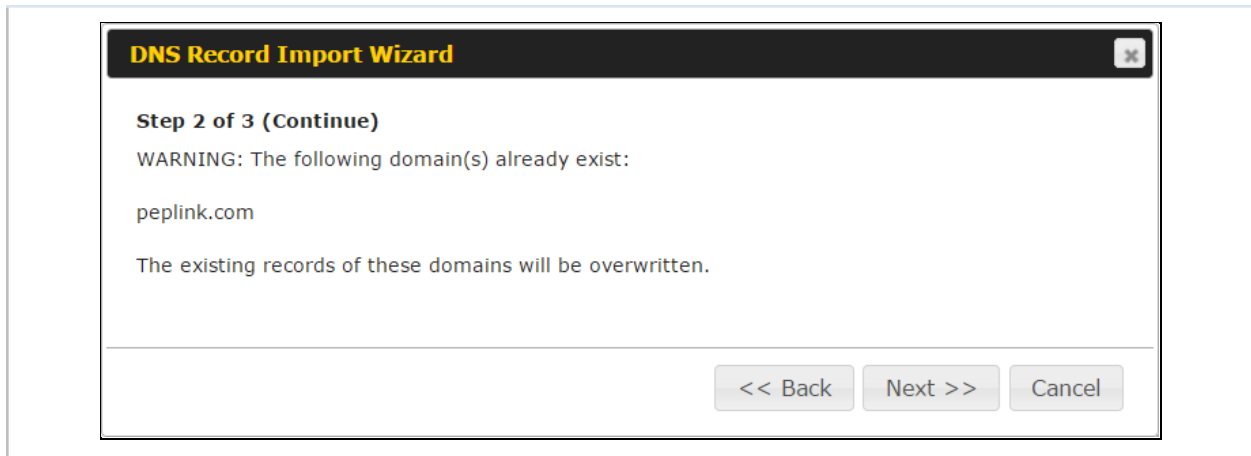 DNS Record Import Wizard
Step 2 of 3 (Continue)
WARNING: The following domain(s) already exist:
peplink.com
The existing records of these domains will be overwritten.
<< Back Next >> Cancel